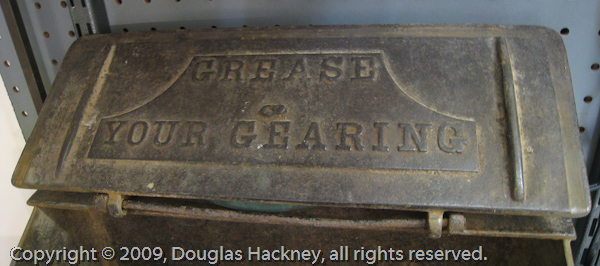 GREASE
YOUR GEARING
Copyright © 2009, Douglas Hackney, all rights reserved.